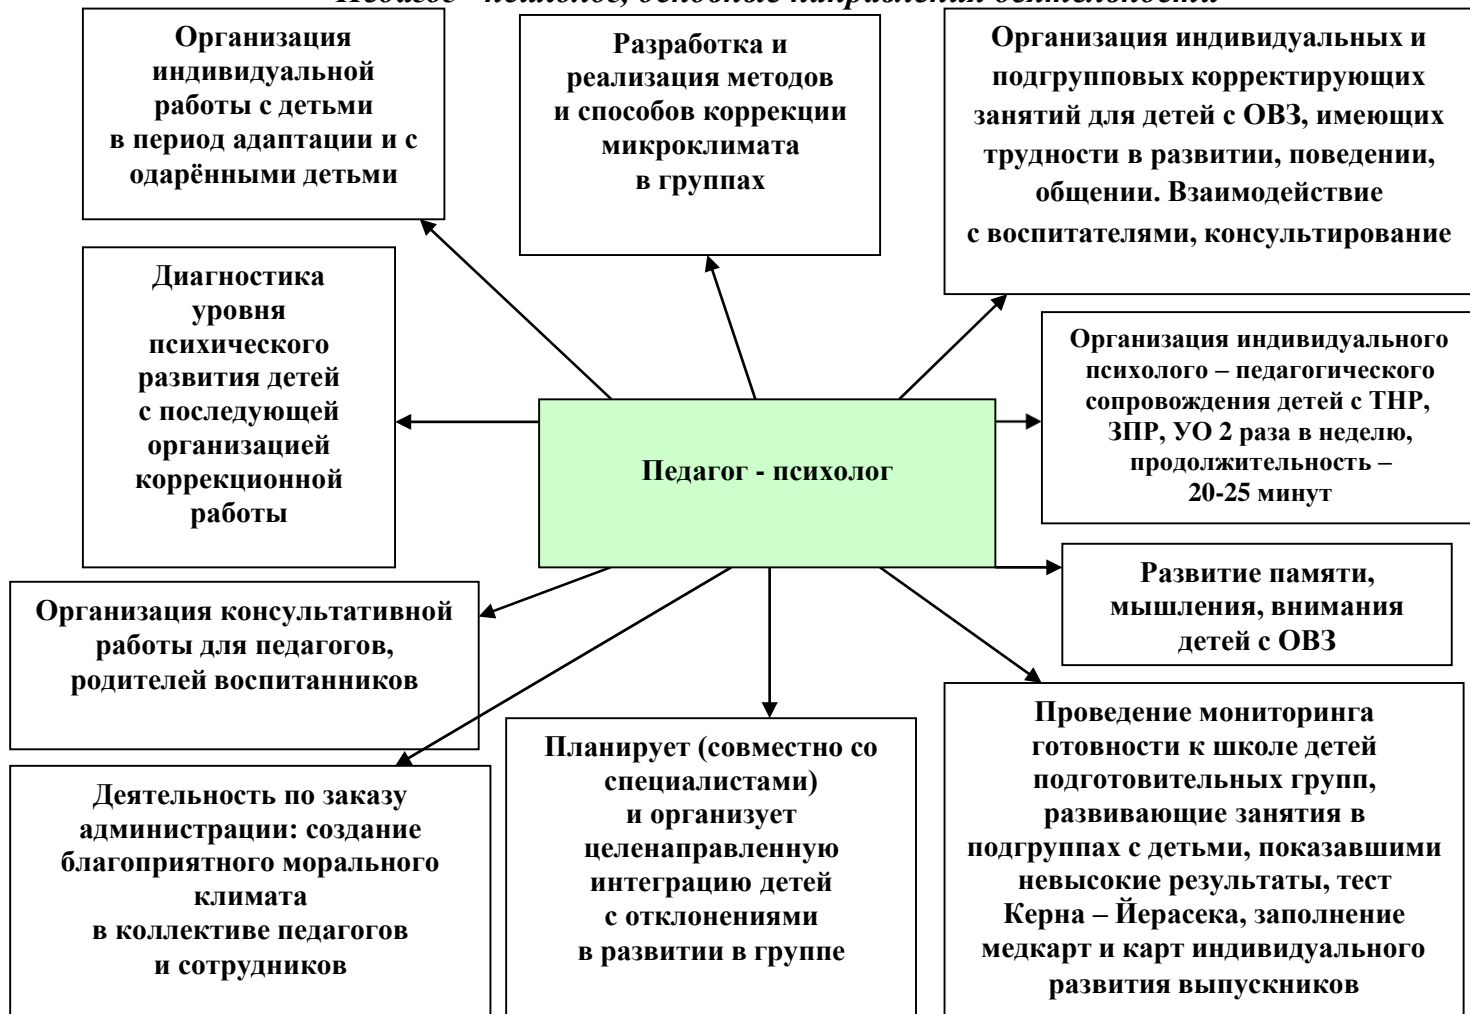 Организация
индивидуальной
работы с детьми
в период адаптации и с
одарёнными детьми
Разработка и
реализация методов
и способов коррекции
микроклимата
в группах
Организация индивидуальных и
подгрупповых корректирующих
занятий для детей с ОВЗ, имеющих
трудности в развитии, поведении,
общении. Взаимодействие
с воспитателями, консультирование
Диагностика
уровня
психического
развития детей
с последующей
организацией
коррекционной
работы
Педагог - психолог
Организация индивидуального
психолого – педагогического
сопровождения детей с ТНР,
ЗПР, УО 2 раза в неделю,
продолжительность –
20-25 минут
Развитие памяти,
мышления, внимания
детей с ОВЗ
Организация консультативной
работы для педагогов,
родителей воспитанников
Деятельность по заказу
администрации: создание
благоприятного морального
климата
в коллективе педагогов
и сотрудников
Планирует (совместно со
специалистами)
и организует
целенаправленную
интеграцию детей
с отклонениями
в развитии в группе
Проведение мониторинга
готовности к школе детей
подготовительных групп,
развивающие занятия в
подгруппах с детьми, показавшими
невысокие результаты, тест
Керна – Йерасека, заполнение
медкарт и карт индивидуального
развития выпускников